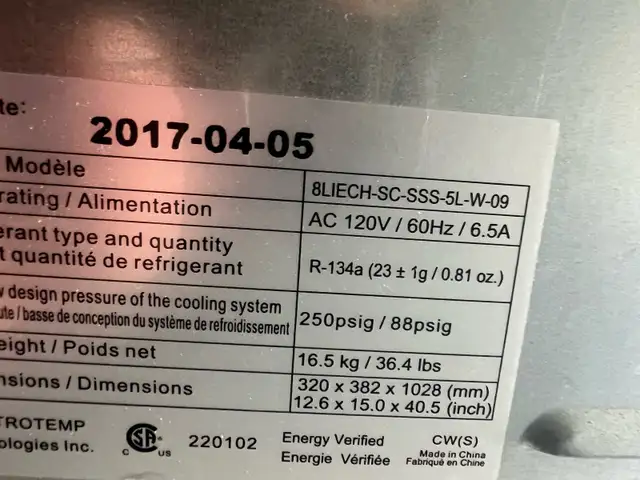 te:
2017-04-05
Modèle
8LIECH-SC-SSS-5L-W-09
rating / Alimentation
AC 120V / 60Hz / 6.5A
erant type and quantity
t quantité de refrigerant
R-134a (23 ± 1g / 0.81 oz.)
w design pressure of the cooling system
ute / basse de conception du système de refroidissement
250psig / 88psig
eight / Poids net
16.5 kg / 36.4 lbs
nsions / Dimensions
320 x 382 x 1028 (mm)
12.6 x 15.0 x 40.5 (inch)
TROTEMP
ologies Inc.
SA
C US
220102
Energy Verified
Energie Vérifiée
CW(S)
Made in China
Fabriqué en Chine